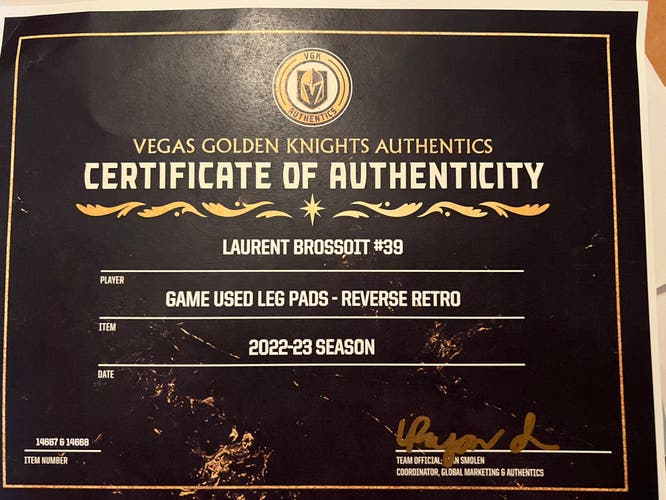 VGK
AUTHENTICS
VEGAS GOLDEN KNIGHTS AUTHENTICS
CERTIFICATE OF AUTHENTICITY
LAURENT BROSSOIT #39
PLAYER
GAME USED LEG PADS - REVERSE RETRO
ITEM
2022-23 SEASON
DATE
14667 & 14668
ITEM NUMBER
TEAM OFFICIAL: SMOLEN
COORDINATOR, GLOBAL MARKETING & AUTHENTICS